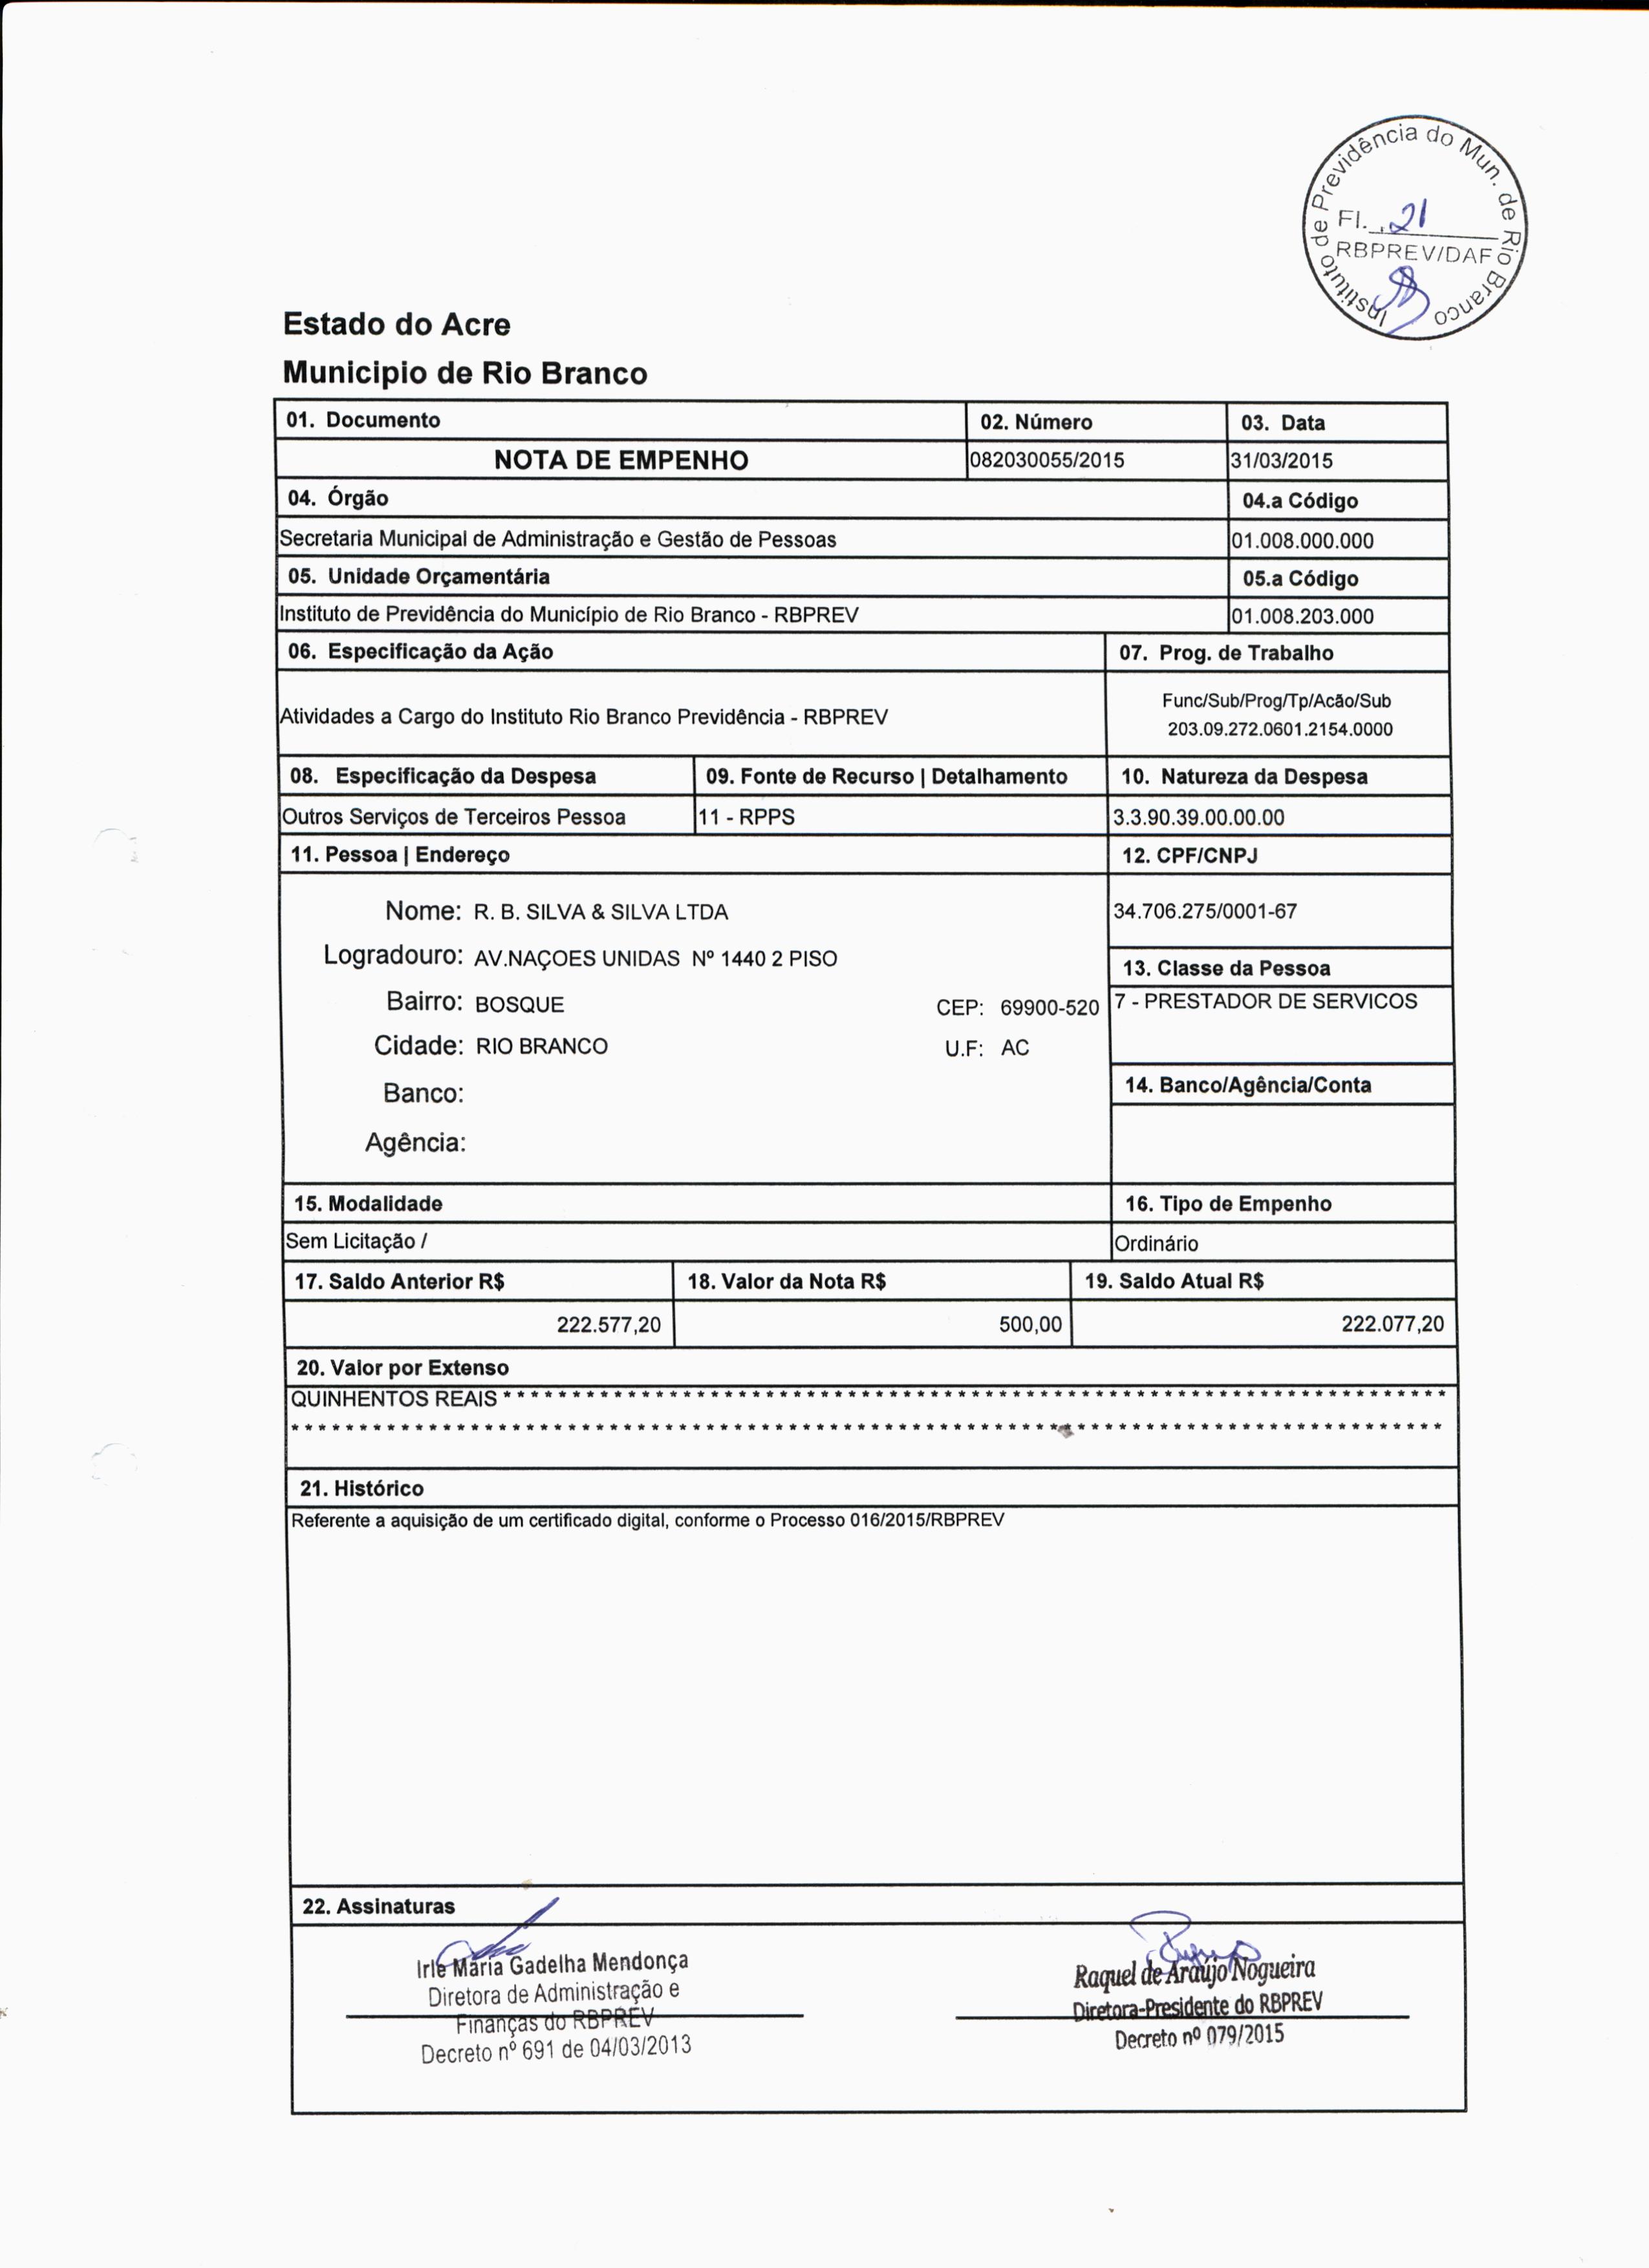 Instituto de Previdência do Mun. de Rio Branco
Fl. 21
RBPREV/DAF
Estado do Acre
Municipio de Rio Branco
01. Documento 02. Número 03. Data
NOTA DE EMPENHO 082030055/2015 31/03/2015
04. Órgão 04.a Código
Secretaria Municipal de Administração e Gestão de Pessoas 01.008.000.000
05. Unidade Orçamentária 05.a Código
Instituto de Previdência do Município de Rio Branco - RBPREV 01.008.203.000
06. Especificação da Ação 07. Prog. de Trabalho
Func/Sub/Prog/Tp/Acão/Sub
Atividades a Cargo do Instituto Rio Branco Previdência - RBPREV
203.09.272.0601.2154.0000
08. Especificação da Despesa 09. Fonte de Recurso | Detalhamento 10. Natureza da Despesa
Outros Serviços de Terceiros Pessoa 11 - RPPS 3.3.90.39.00.00.00
11. Pessoa | Endereço 12. CPF/CNPJ
Nome: R. B. SILVA & SILVA LTDA 34.706.275/0001-67
Logradouro: AV.NAÇOES UNIDAS Nº 1440 2 PISO
13. Classe da Pessoa
Bairro: BOSQUE CEP: 69900-520 7 - PRESTADOR DE SERVICOS
Cidade: RIO BRANCO U.F: AC
Banco: 14. Banco/Agência/Conta
Agência:
15. Modalidade 16. Tipo de Empenho
Sem Licitação / Ordinário
17. Saldo Anterior R$ 18. Valor da Nota R$ 19. Saldo Atual R$
222.577,20 500,00 222.077,20
20. Valor por Extenso
QUINHENTOS REAIS * * * * * * * * * * * * * * * * * * * * * * * * * * * * * * * * * * * * * * * * * * * * * * * * * * * * * * * * * * * * * * * * * * * *
* * * * * * * * * * * * * * * * * * * * * * * * * * * * * * * * * * * * * * * * * * * * * * * * * * * * * * * * * * * * * * * * * * * * * * * * * * * * * * * * * * * *
21. Histórico
Referente a aquisição de um certificado digital, conforme o Processo 016/2015/RBPREV
22. Assinaturas
Irle Maria Gadelha Mendonça
Diretora de Administração e
Finanças do RBPREV
Decreto nº 691 de 04/03/2013
Raquel de Araújo Nogueira
Diretora-Presidente do RBPREV
Decreto nº 079/2015